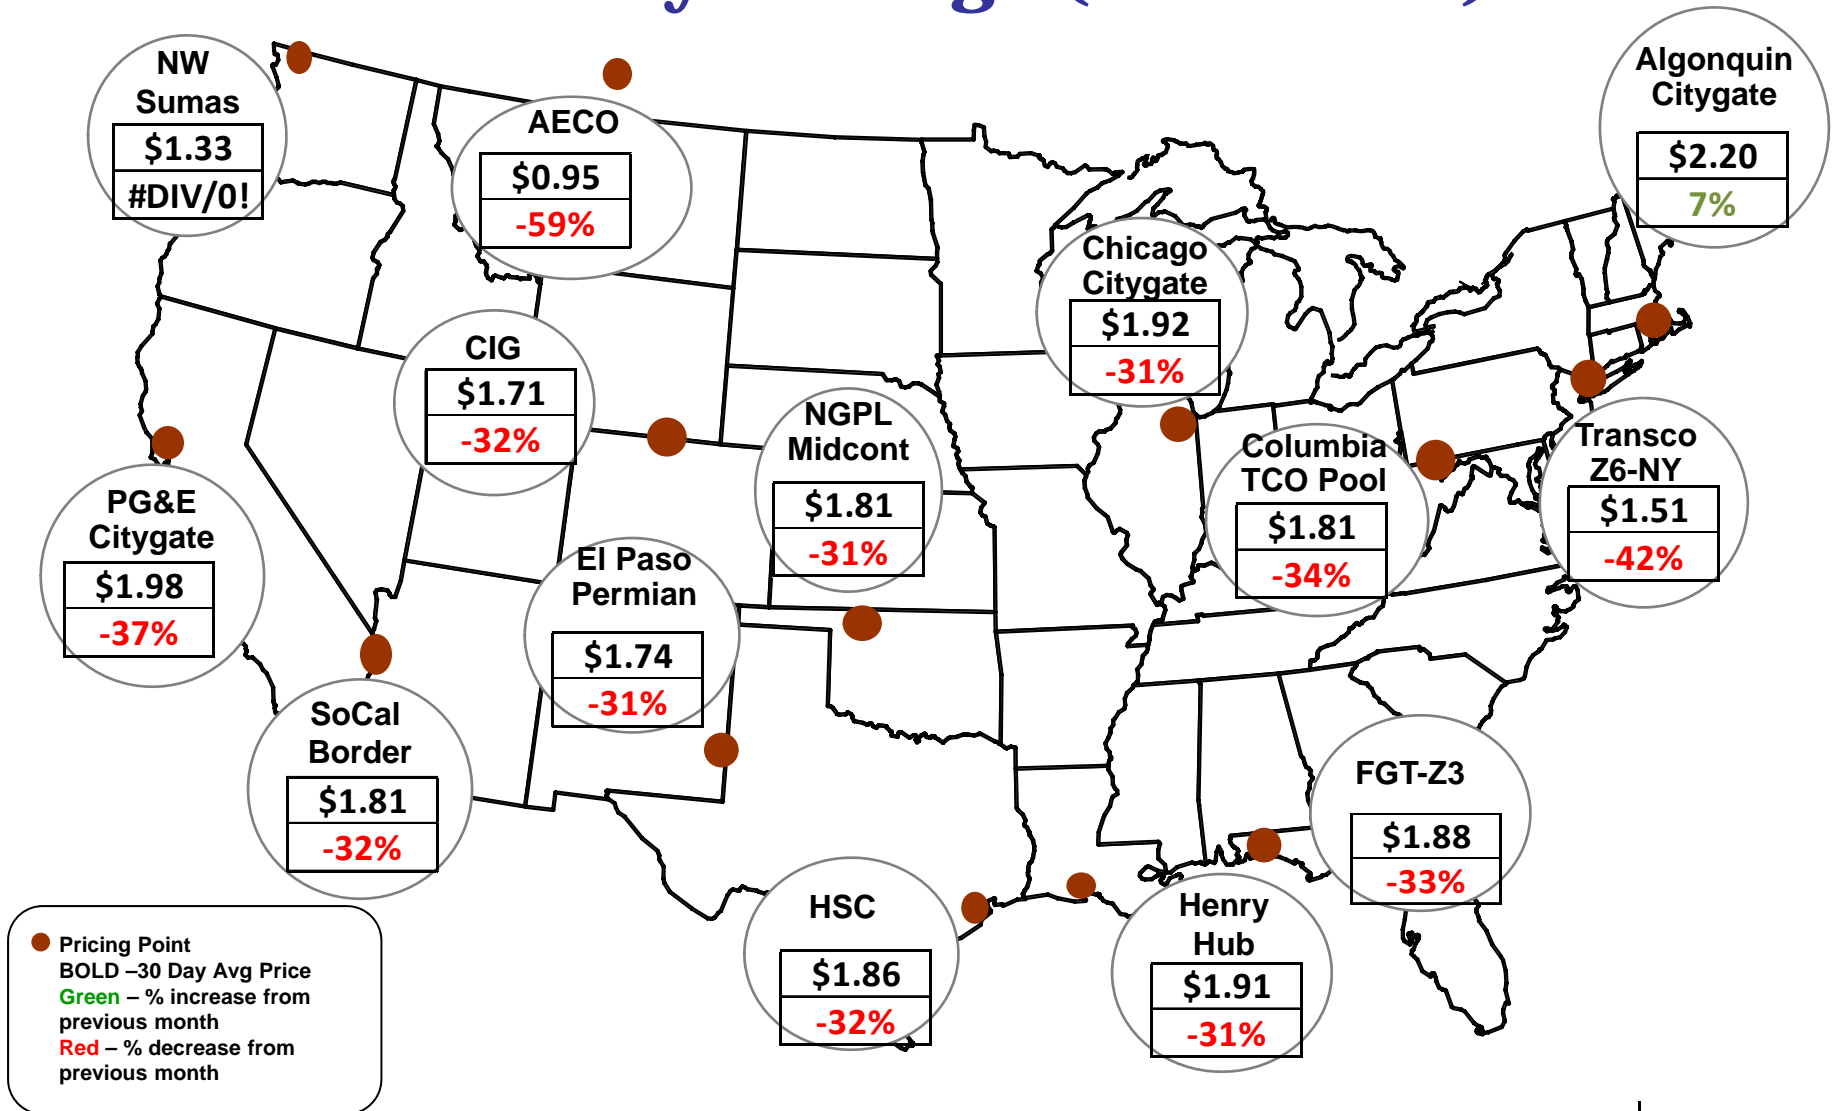 NW
Sumas
$1.33
#DIV/0!
AECO
$0.95
-59%
Algonquin
Citygate
$2.20
7%
Chicago
Citygate
$1.92
-31%
CIG
$1.71
-32%
NGPL
Midcont
$1.81
-31%
Columbia
TCO Pool
$1.81
-34%
Transco
Z6-NY
$1.51
-42%
PG&E
Citygate
$1.98
-37%
El Paso
Permian
$1.74
-31%
SoCal
Border
$1.81
-32%
FGT-Z3
$1.88
-33%
HSC
$1.86
-32%
Henry
Hub
$1.91
-31%
Pricing Point
BOLD –30 Day Avg Price
Green – % increase from
previous month
Red – % decrease from
previous month